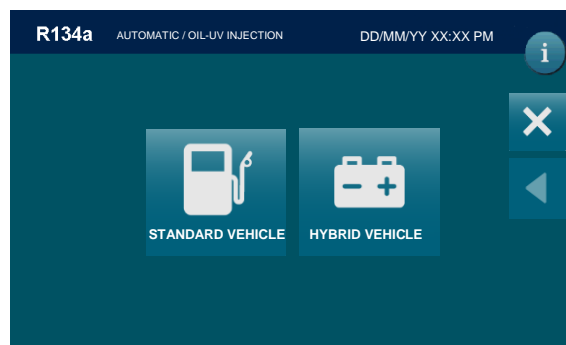 R134a AUTOMATIC / OIL-UV INJECTION DD/MM/YY XX:XX PM
i
STANDARD VEHICLE HYBRID VEHICLE